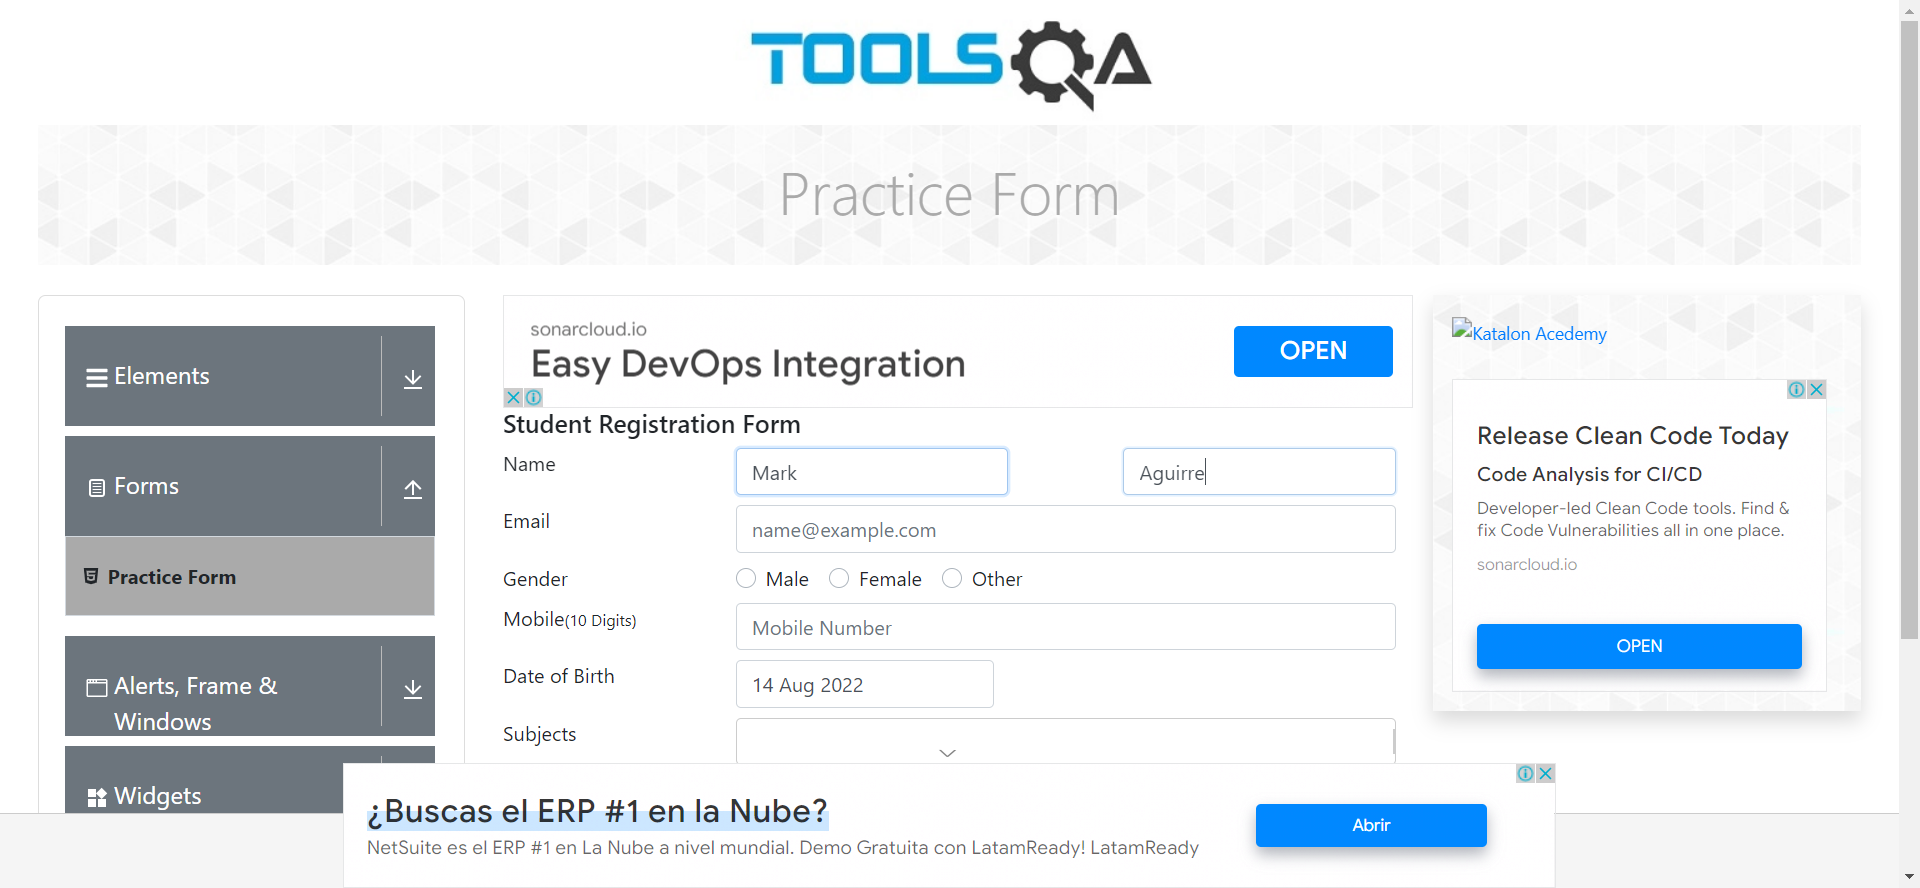 TOOLSQA
Practice Form
Elements
Forms
Practice Form
Alerts, Frame &
Windows
Widgets
sonarcloud.io
Easy DevOps Integration
OPEN
Student Registration Form
Name
Mark
Aguirre
Email
name@example.com
Gender
Male
Female
Other
Mobile(10 Digits)
Mobile Number
Date of Birth
14 Aug 2022
Subjects
Katalon Acedemy
Release Clean Code Today
Code Analysis for CI/CD
Developer-led Clean Code tools. Find &
fix Code Vulnerabilities all in one place.
sonarcloud.io
OPEN
¿Buscas el ERP #1 en la Nube?
NetSuite es el ERP #1 en La Nube a nivel mundial. Demo Gratuita con LatamReady! LatamReady
Abrir